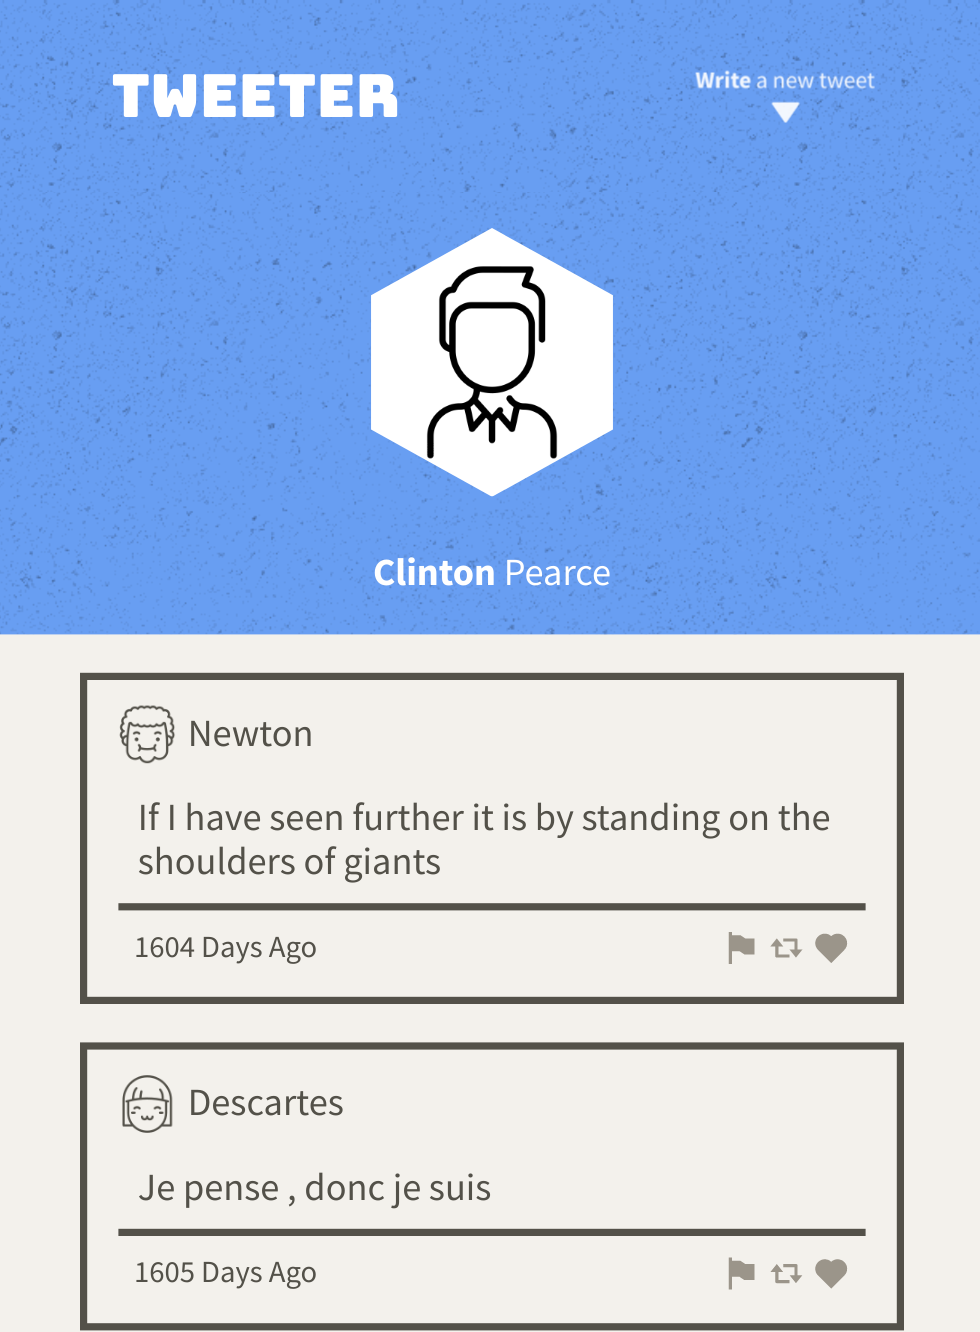 TWEETER
Write a new tweet
Clinton Pearce
Newton
If I have seen further it is by standing on the
shoulders of giants
1604 Days Ago
Descartes
Je pense , donc je suis
1605 Days Ago